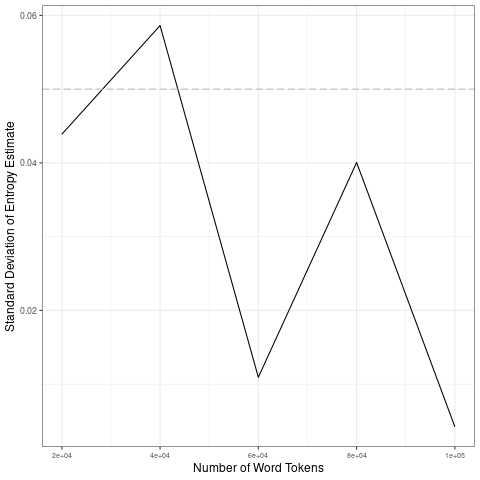 0.06
0.04
0.02
Standard Deviation of Entropy Estimate
2e+04 4e+04 6e+04 8e+04 1e+05
Number of Word Tokens